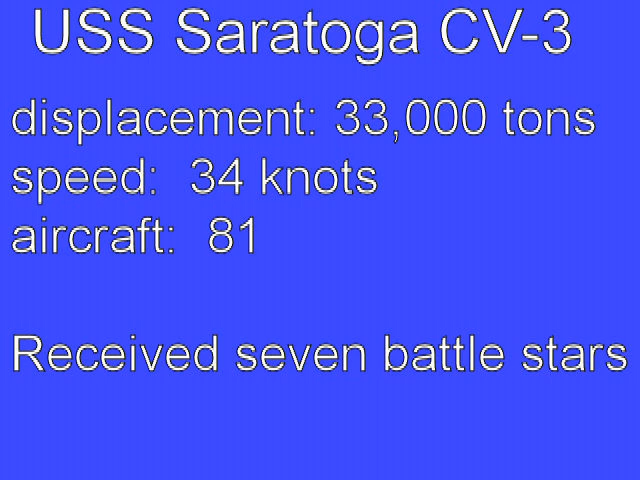 USS Saratoga CV-3
displacement: 33,000 tons
speed: 34 knots
aircraft: 81
Received seven battle stars